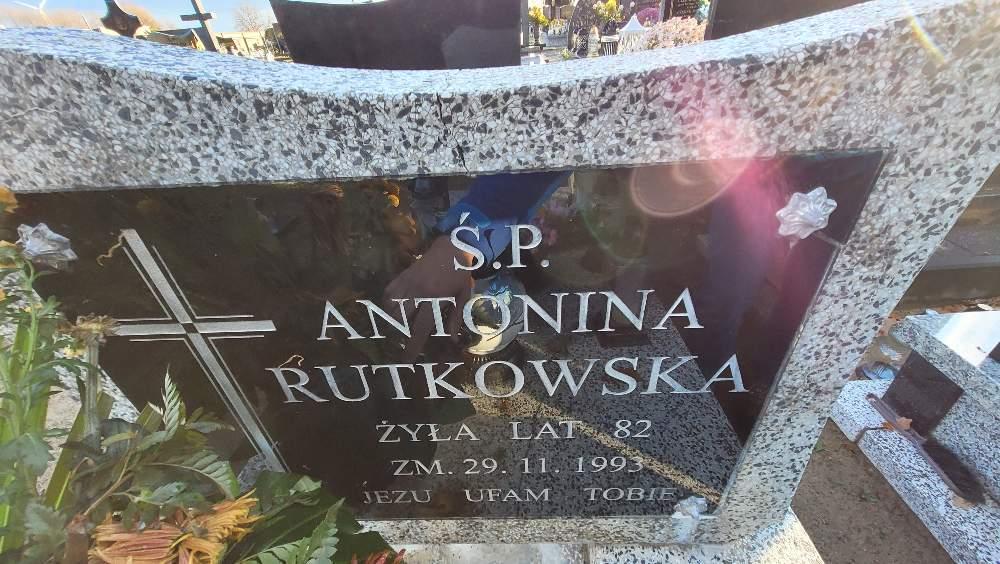 Ś.P.
ANTONINA
RUTKOWSKA
ŻYŁA LAT 82
ZM. 29. 11. 1993
JEZU UFAM TOBIE